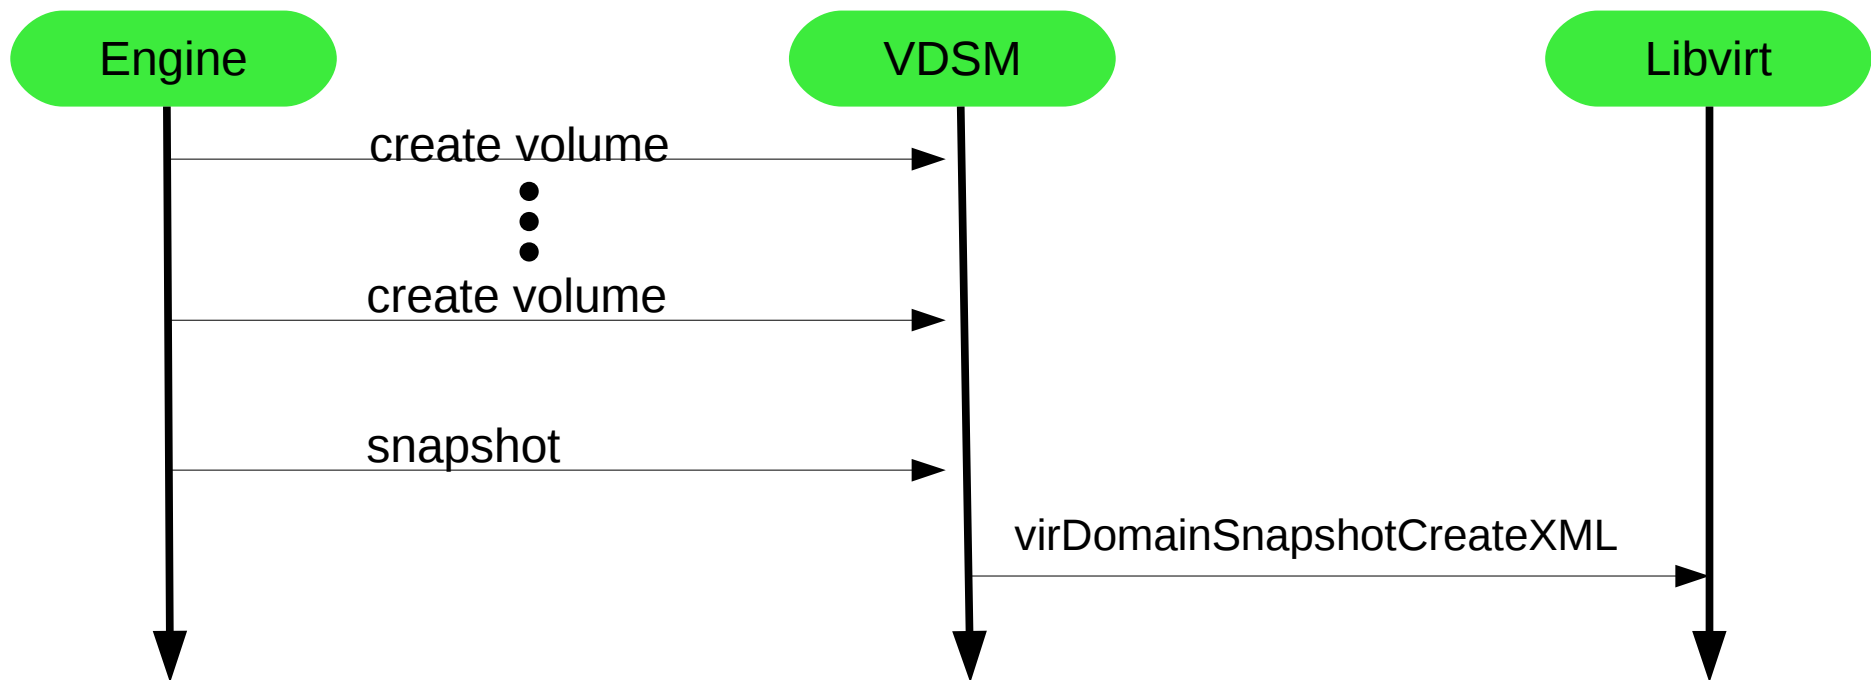 Engine
VDSM
Libvirt
create volume
create volume
snapshot
virDomainSnapshotCreateXML